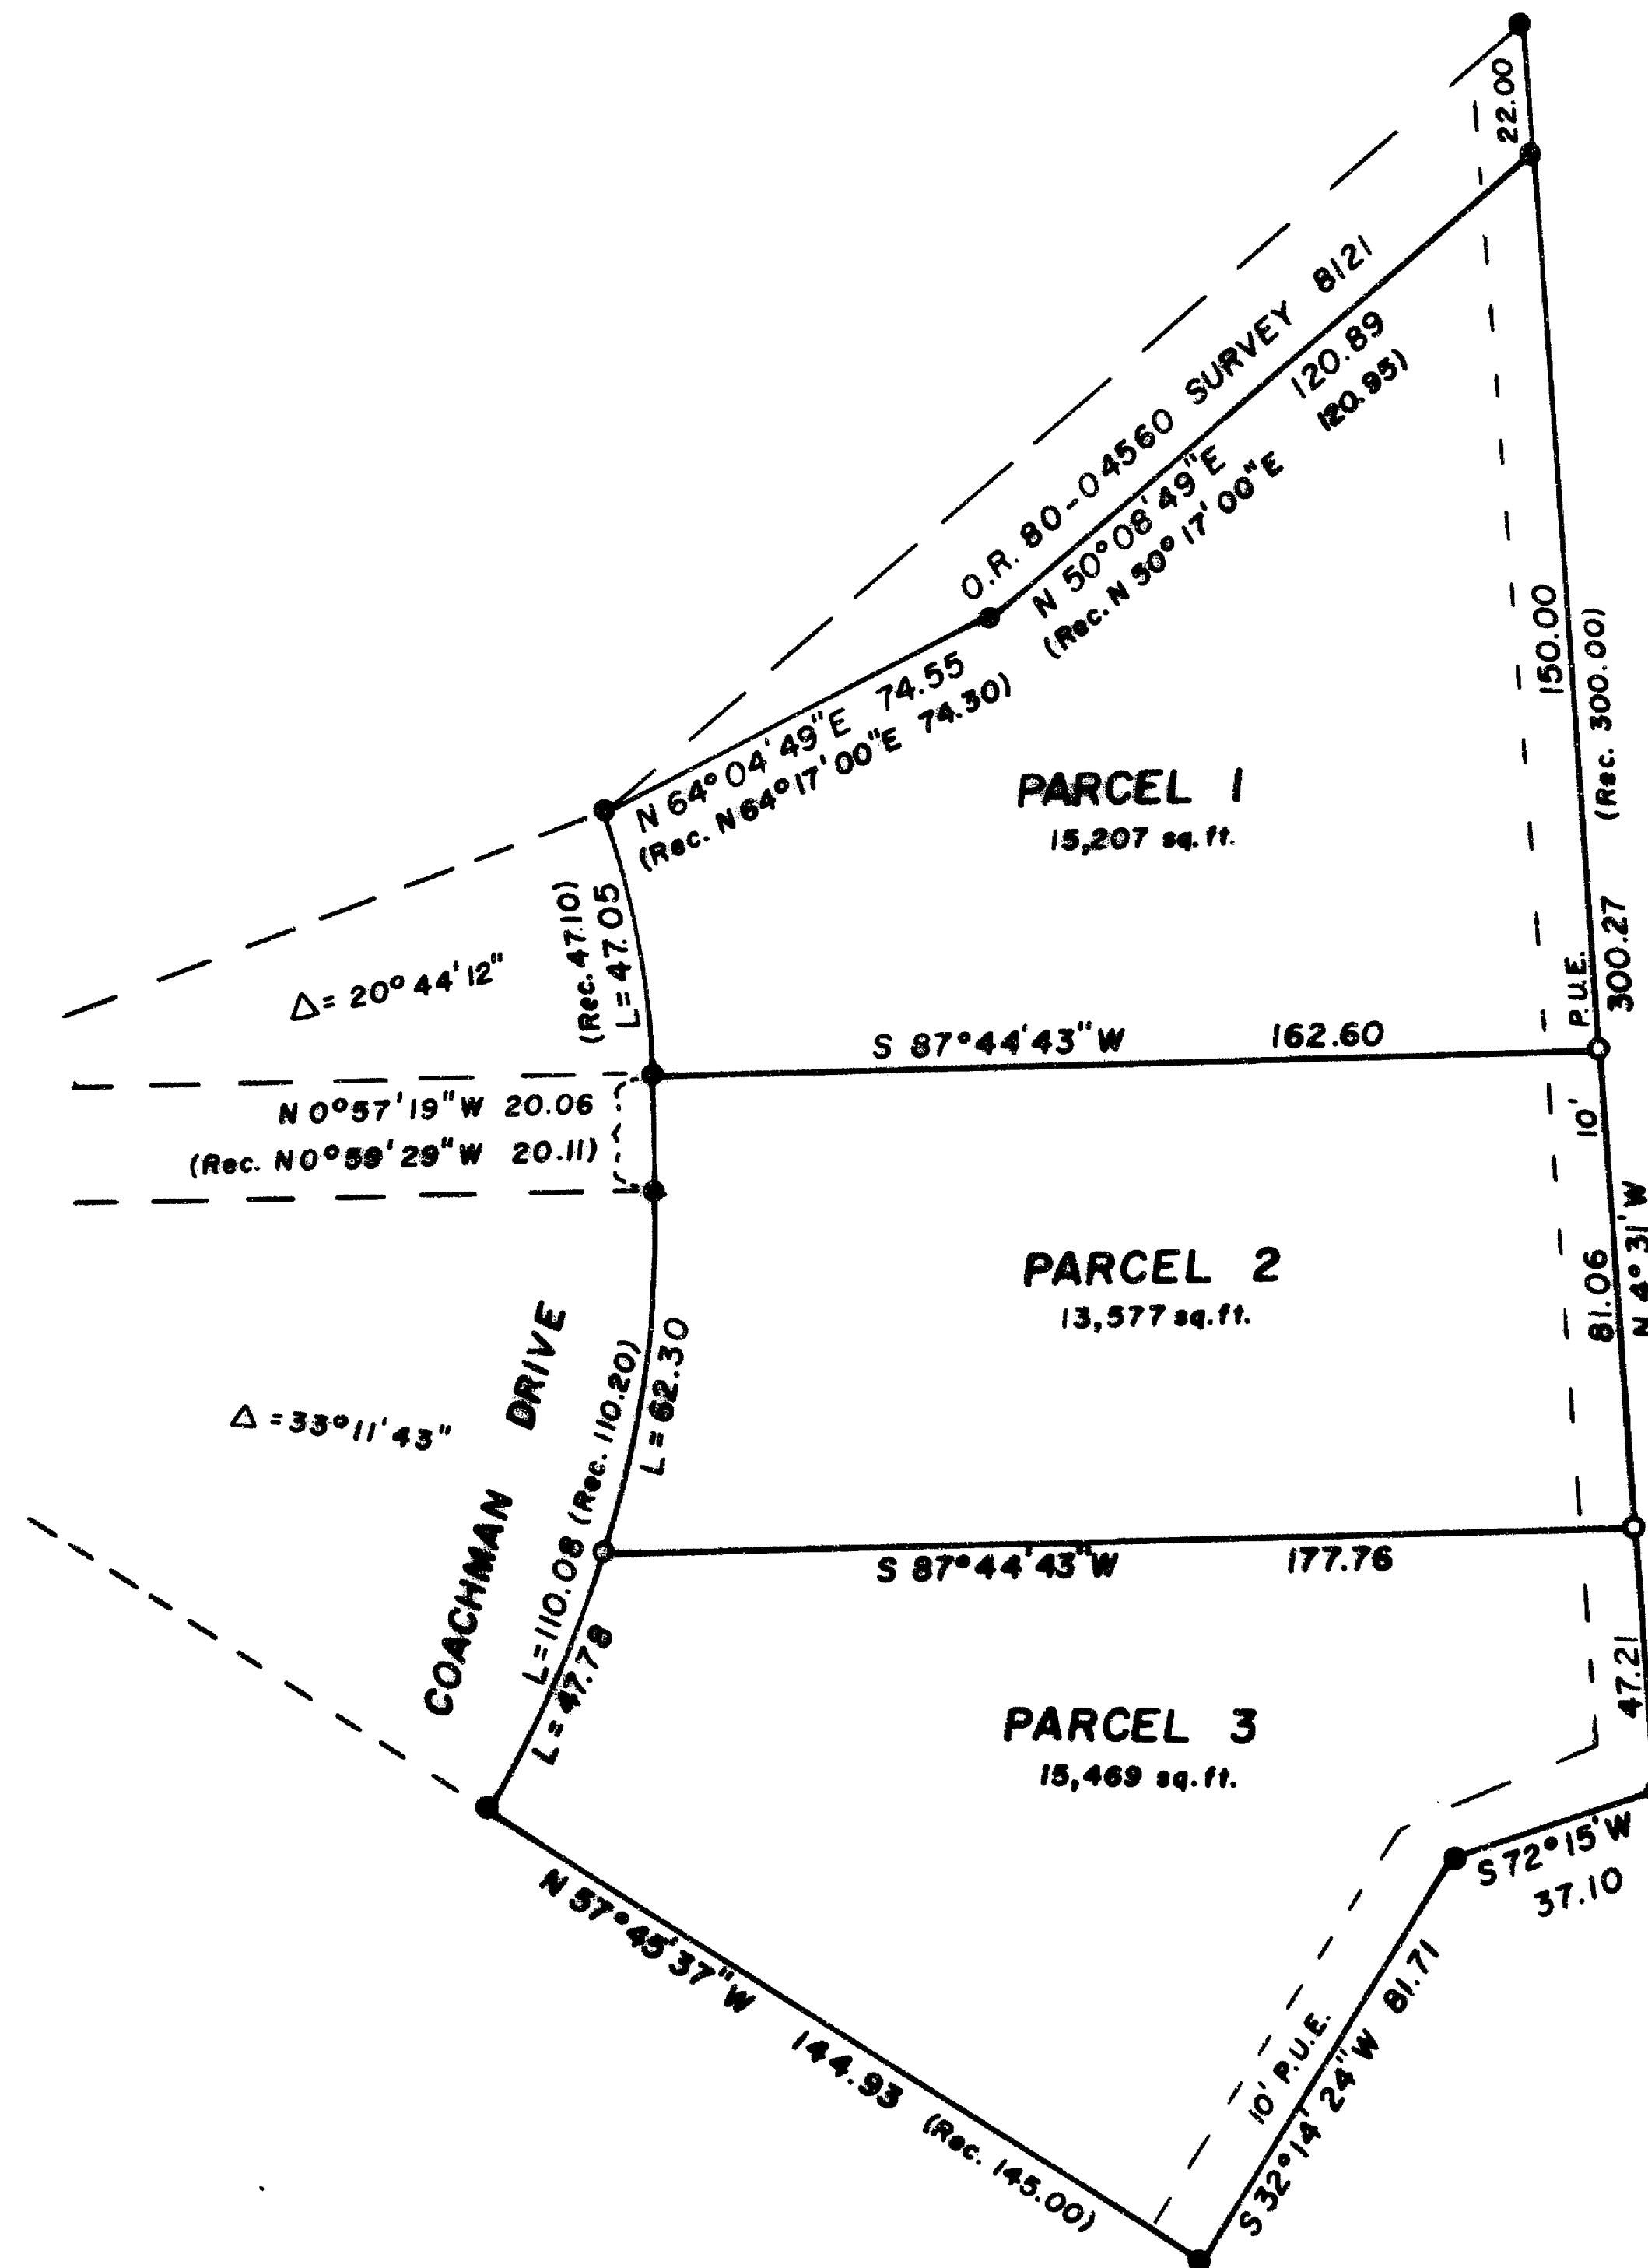 22.00
O.R. 80-04560 SURVEY 8121
120.89
120.95)
N 50°08'49"E
(Rec. N 50°17'00"E
150.00
(Rec. 300.00)
N 64°04'49"E 74.55
(Rec. N 64°17'00"E 74.30)
PARCEL 1
15,207 sq.ft.
(Rec. 47.10)
L=47.05
Δ= 20°44'12"
P.U.E.
300.27
S 87°44'43"W 162.60
N 0°57'19"W 20.06
(Rec. N0°59'29"W 20.11)
10'
N 4°31'W
81.06
PARCEL 2
13,577 sq.ft.
COACHMAN DRIVE
Δ =33°11'43"
L=110.08 (Rec. 110.20)
L=62.30
S 87°44'43"W 177.76
L=47.78
47.21
PARCEL 3
15,469 sq.ft.
S 72°15'W
37.10
N 57°45'37"W 144.93 (Rec. 145.00)
10' P.U.E.
S 32°14'24"W 81.71